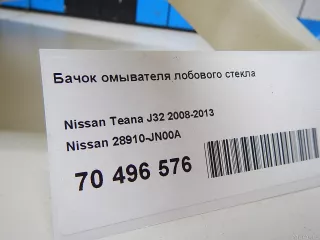 Бачок омывателя лобового стекла
Nissan Teana J32 2008-2013
Nissan 28910-JN00A
70 496 576